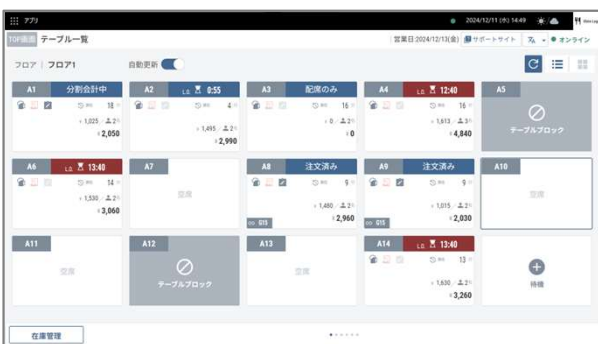 アプリ
2024/12/11 (水) 14:49
TOP画面 テーブル一覧
営業日:2024/12/13(金) サポートサイト オンライン
フロア | フロア1 自動更新
A1 分割会計中
18
1,025 / 2
2,050
A2 L.O. 0:55
4
1,495 / 2
2,990
A3 配席のみ
16
0 / 2
0
A4 L.O. 12:40
16
1,613 / 3
4,840
A5
テーブルブロック
A6 L.O. 13:40
14
1,530 / 2
3,060
A7
空席
A8 注文済み
9
1,480 / 2
G15 2,960
A9 注文済み
9
1,015 / 2
G15 2,030
A10
空席
A11
空席
A12
テーブルブロック
A13
空席
A14 L.O. 13:40
13
1,630 / 2
3,260
待機
在庫管理